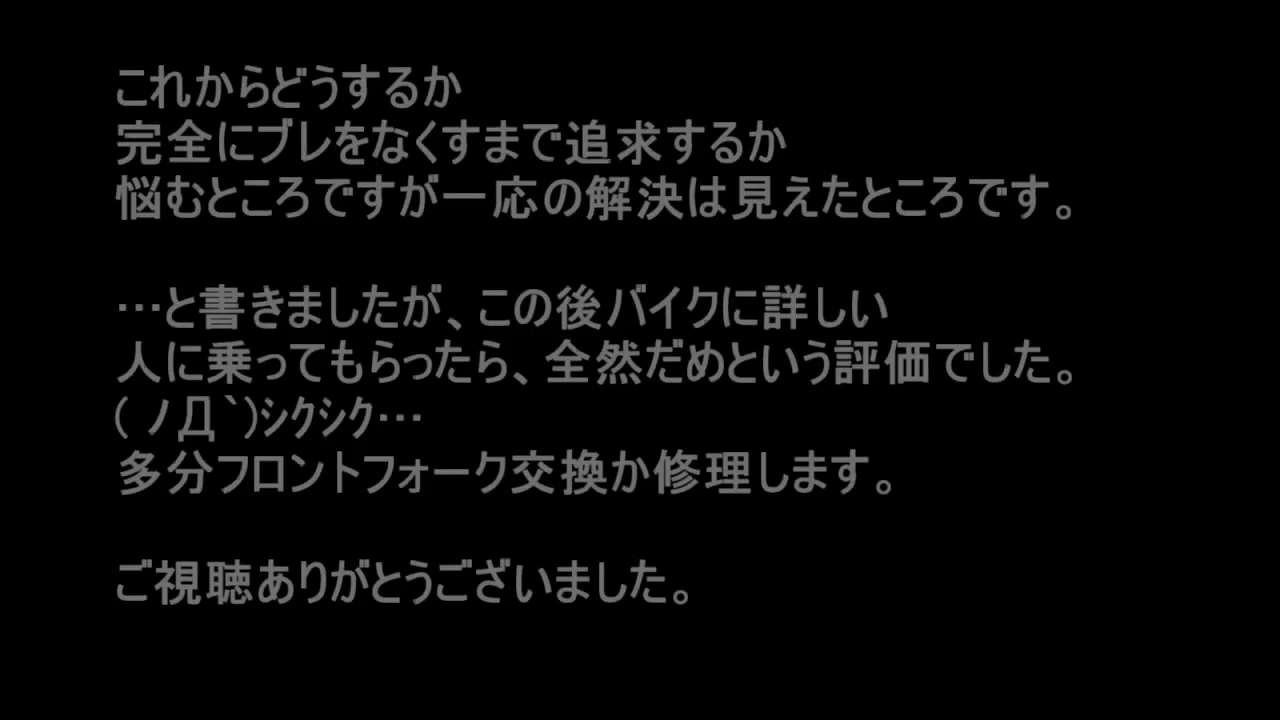 これからどうするか
完全にブレをなくすまで追求するか
悩むところですが一応の解決は見えたところです。
…と書きましたが、この後バイクに詳しい
人に乗ってもらったら、全然だめという評価でした。
( ノД`)ｼｸｼｸ…
多分フロントフォーク交換か修理します。
ご視聴ありがとうございました。